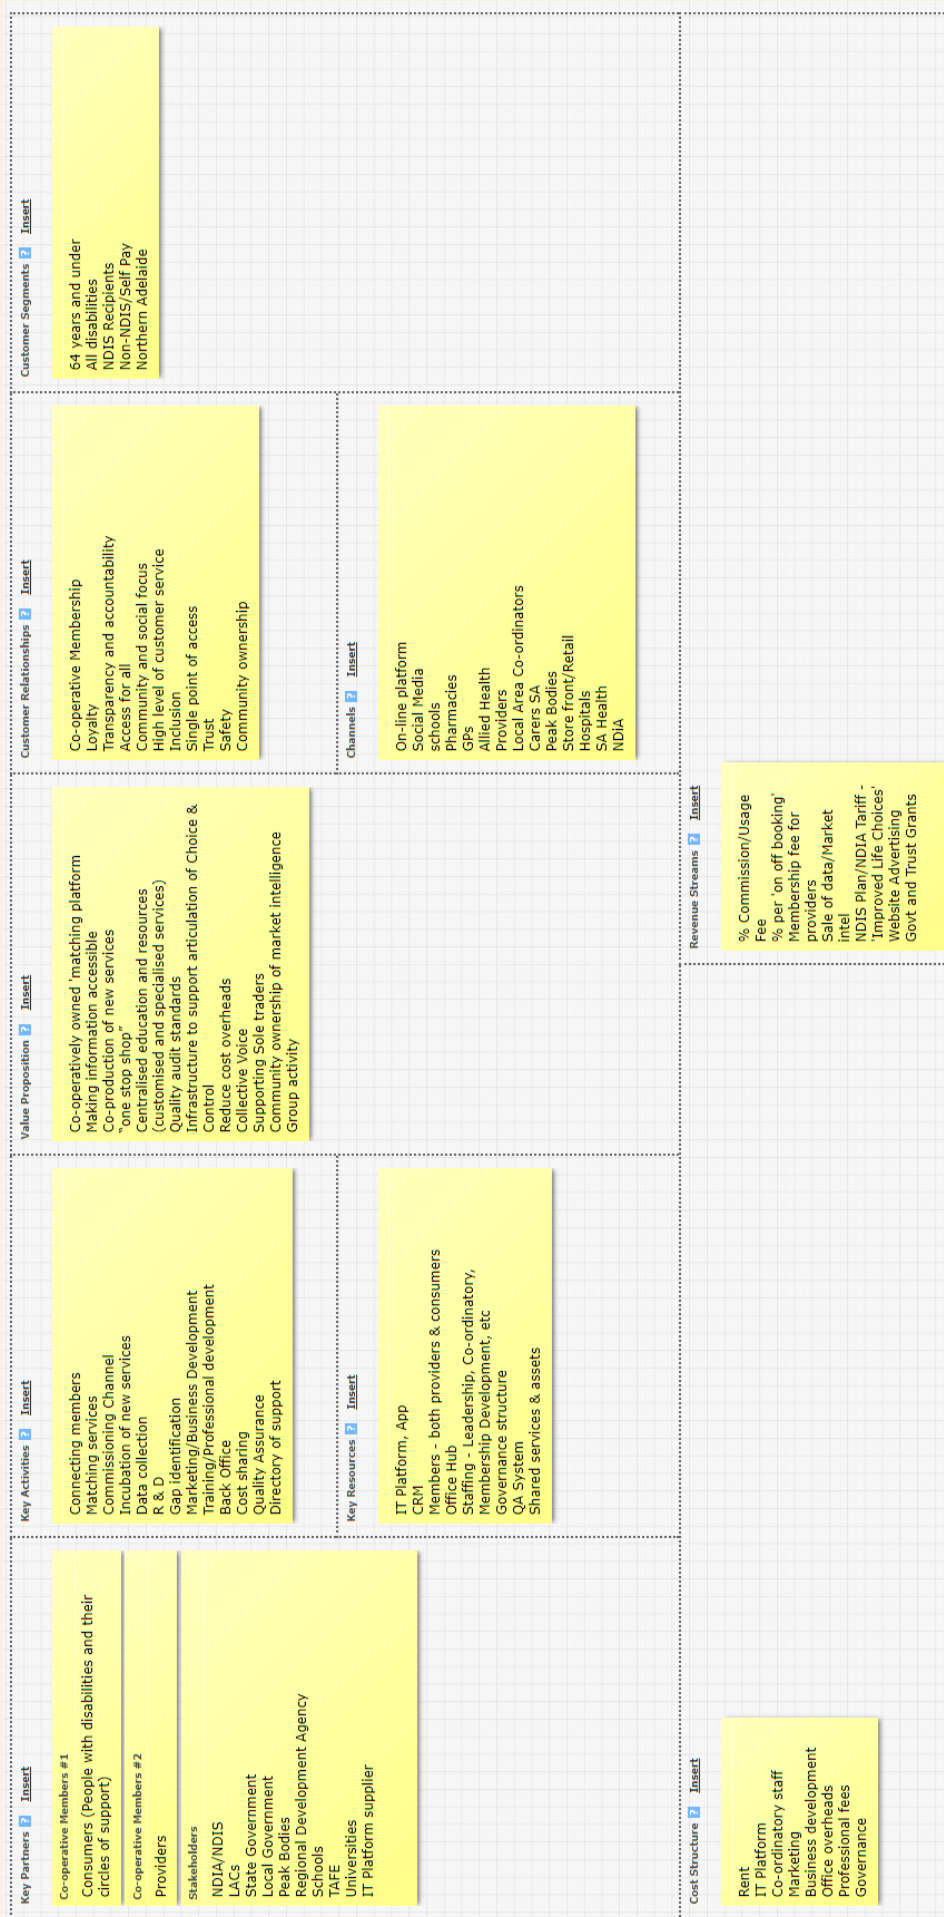 Key Partners ? Insert
Co-operative Members #1
Consumers (People with disabilities and their
circles of support)
Co-operative Members #2
Providers
Stakeholders
NDIA/NDIS
LACs
State Government
Local Government
Peak Bodies
Regional Development Agency
Schools
TAFE
Universities
IT Platform supplier
Key Activities ? Insert
Connecting members
Matching services
Commissioning Channel
Incubation of new services
Data collection
R & D
Gap identification
Marketing/Business Development
Training/Professional development
Back Office
Cost sharing
Quality Assurance
Directory of support
Key Resources ? Insert
IT Platform, App
CRM
Members - both providers & consumers
Office Hub
Staffing - Leadership, Co-ordinatory,
Membership Development, etc
Governance structure
QA System
Shared services & assets
Value Proposition ? Insert
Co-operatively owned 'matching platform
Making information accessible
Co-production of new services
"one stop shop"
Centralised education and resources
(customised and specialised services)
Quality audit standards
Infrastructure to support articulation of Choice &
Control
Reduce cost overheads
Collective Voice
Supporting Sole traders
Community ownership of market intelligence
Group activity
Customer Relationships ? Insert
Co-operative Membership
Loyalty
Transparency and accountability
Access for all
Community and social focus
High level of customer service
Inclusion
Single point of access
Trust
Safety
Community ownership
Channels ? Insert
On-line platform
Social Media
schools
Pharmacies
GPs
Allied Health
Providers
Local Area Co-ordinators
Carers SA
Peak Bodies
Store front/Retail
Hospitals
SA Health
NDIA
Customer Segments ? Insert
64 years and under
All disabilities
NDIS Recipients
Non-NDIS/Self Pay
Northern Adelaide
Cost Structure ? Insert
Rent
IT Platform
Co-ordinatory staff
Marketing
Business development
Office overheads
Professional fees
Governance
Revenue Streams ? Insert
% Commission/Usage
Fee
% per 'on off booking'
Membership fee for
providers
Sale of data/Market
intel
NDIS Plan/NDIA Tariff -
'Improved Life Choices'
Website Advertising
Govt and Trust Grants